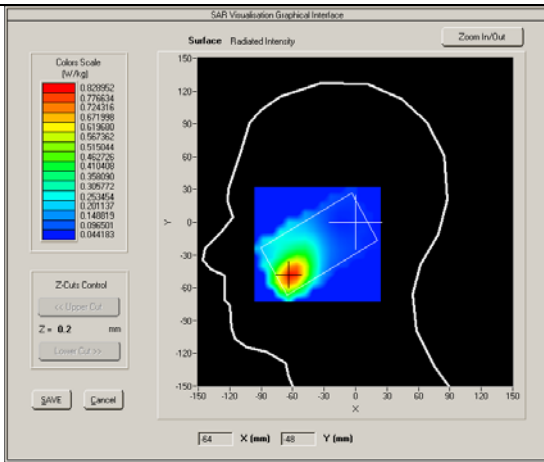 SAR Visualisation Graphical Interface
Surface Radiated Intensity
Zoom In/Out
Colors Scale
(W/kg)
0.828952
0.776634
0.724316
0.671998
0.619680
0.567362
0.515044
0.462726
0.410408
0.358090
0.305772
0.253454
0.201137
0.148819
0.096501
0.044183
Z-Cuts Control
<< Upper Cut
Z = 0.2 mm
Lower Cut >>
SAVE Cancel
150
120
90
60
30
0
-30
-60
-90
-120
-150
Y
-150 -120 -90 -60 -30 0 30 60 90 120 150
X
-64 X (mm) -48 Y (mm)